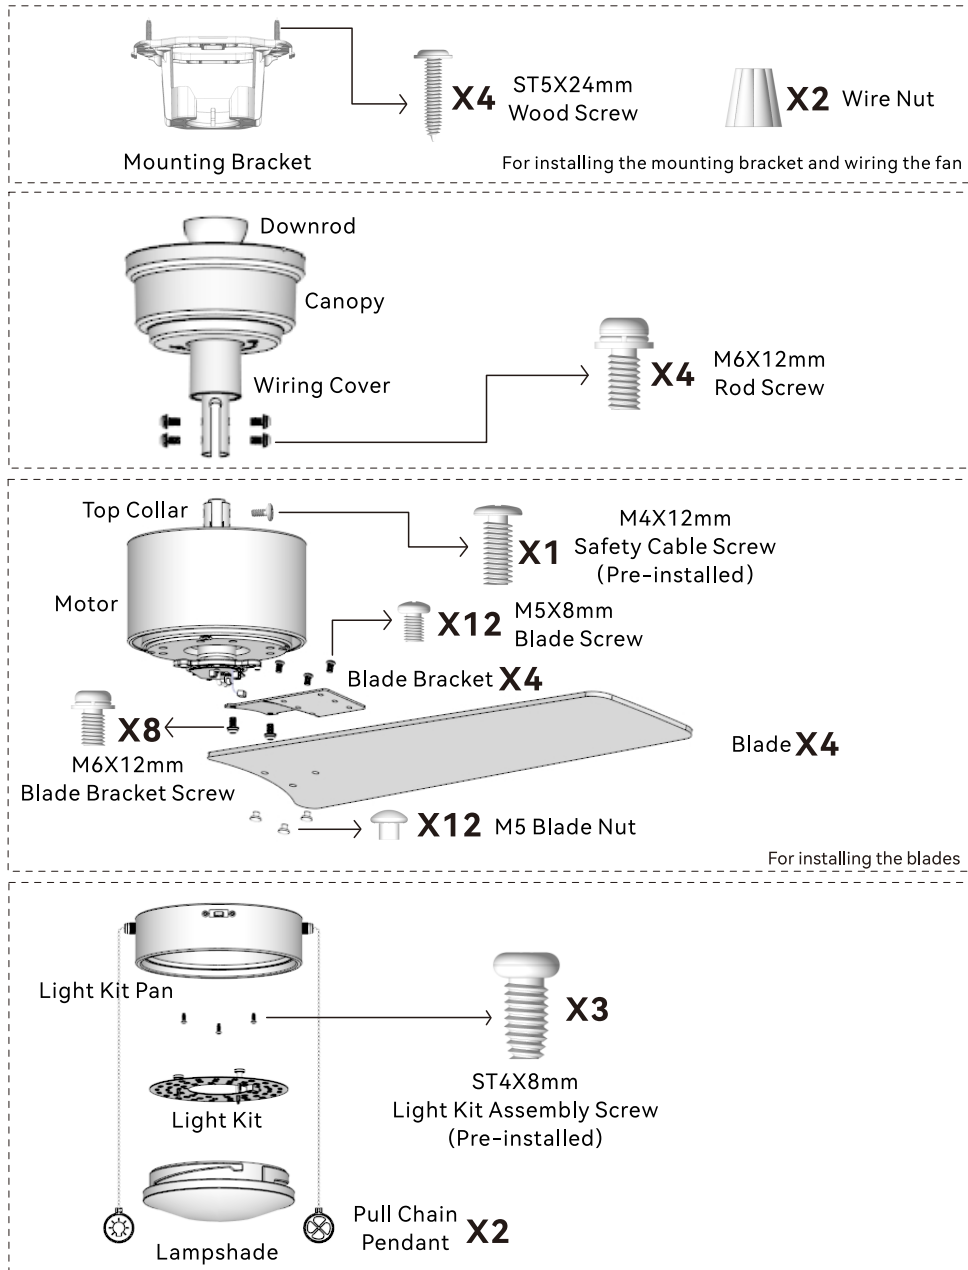 X4
ST5X24mm
Wood Screw
X2 Wire Nut
Mounting Bracket
For installing the mounting bracket and wiring the fan
Downrod
Canopy
Wiring Cover
X4
M6X12mm
Rod Screw
Top Collar
Motor
X1
M4X12mm
Safety Cable Screw
(Pre-installed)
X12
M5X8mm
Blade Screw
Blade Bracket X4
X8
M6X12mm
Blade Bracket Screw
Blade X4
X12 M5 Blade Nut
For installing the blades
Light Kit Pan
X3
ST4X8mm
Light Kit Assembly Screw
(Pre-installed)
Light Kit
Lampshade
Pull Chain
Pendant
X2